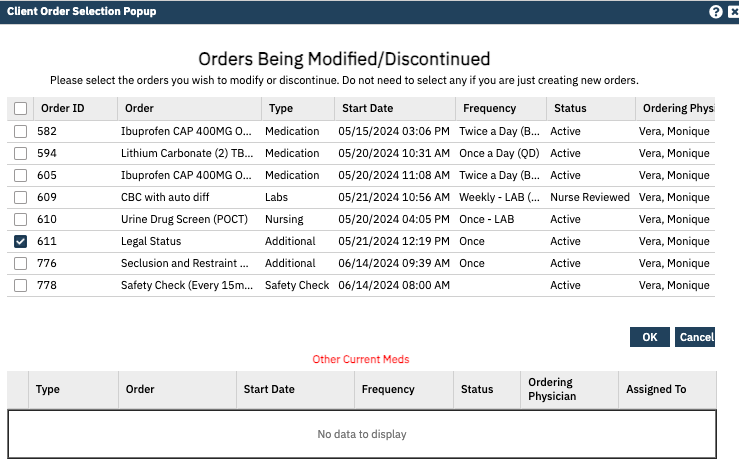 Client Order Selection Popup
Orders Being Modified/Discontinued
Please select the orders you wish to modify or discontinue. Do not need to select any if you are just creating new orders.
Order ID Order Type Start Date Frequency Status Ordering Physi
582 Ibuprofen CAP 400MG O... Medication 05/15/2024 03:06 PM Twice a Day (B... Active Vera, Monique
594 Lithium Carbonate (2) TB... Medication 05/20/2024 10:31 AM Once a Day (QD) Active Vera, Monique
605 Ibuprofen CAP 400MG O... Medication 05/20/2024 11:08 AM Twice a Day (B... Active Vera, Monique
609 CBC with auto diff Labs 05/21/2024 10:56 AM Weekly - LAB (... Nurse Reviewed Vera, Monique
610 Urine Drug Screen (POCT) Nursing 05/20/2024 04:05 PM Once - LAB Active Vera, Monique
611 Legal Status Additional 05/21/2024 12:19 PM Once Active Vera, Monique
776 Seclusion and Restraint ... Additional 06/14/2024 09:39 AM Once Active Vera, Monique
778 Safety Check (Every 15m... Safety Check 06/14/2024 08:00 AM Active Vera, Monique
OK Cancel
Other Current Meds
Type Order Start Date Frequency Status Ordering Physician Assigned To
No data to display